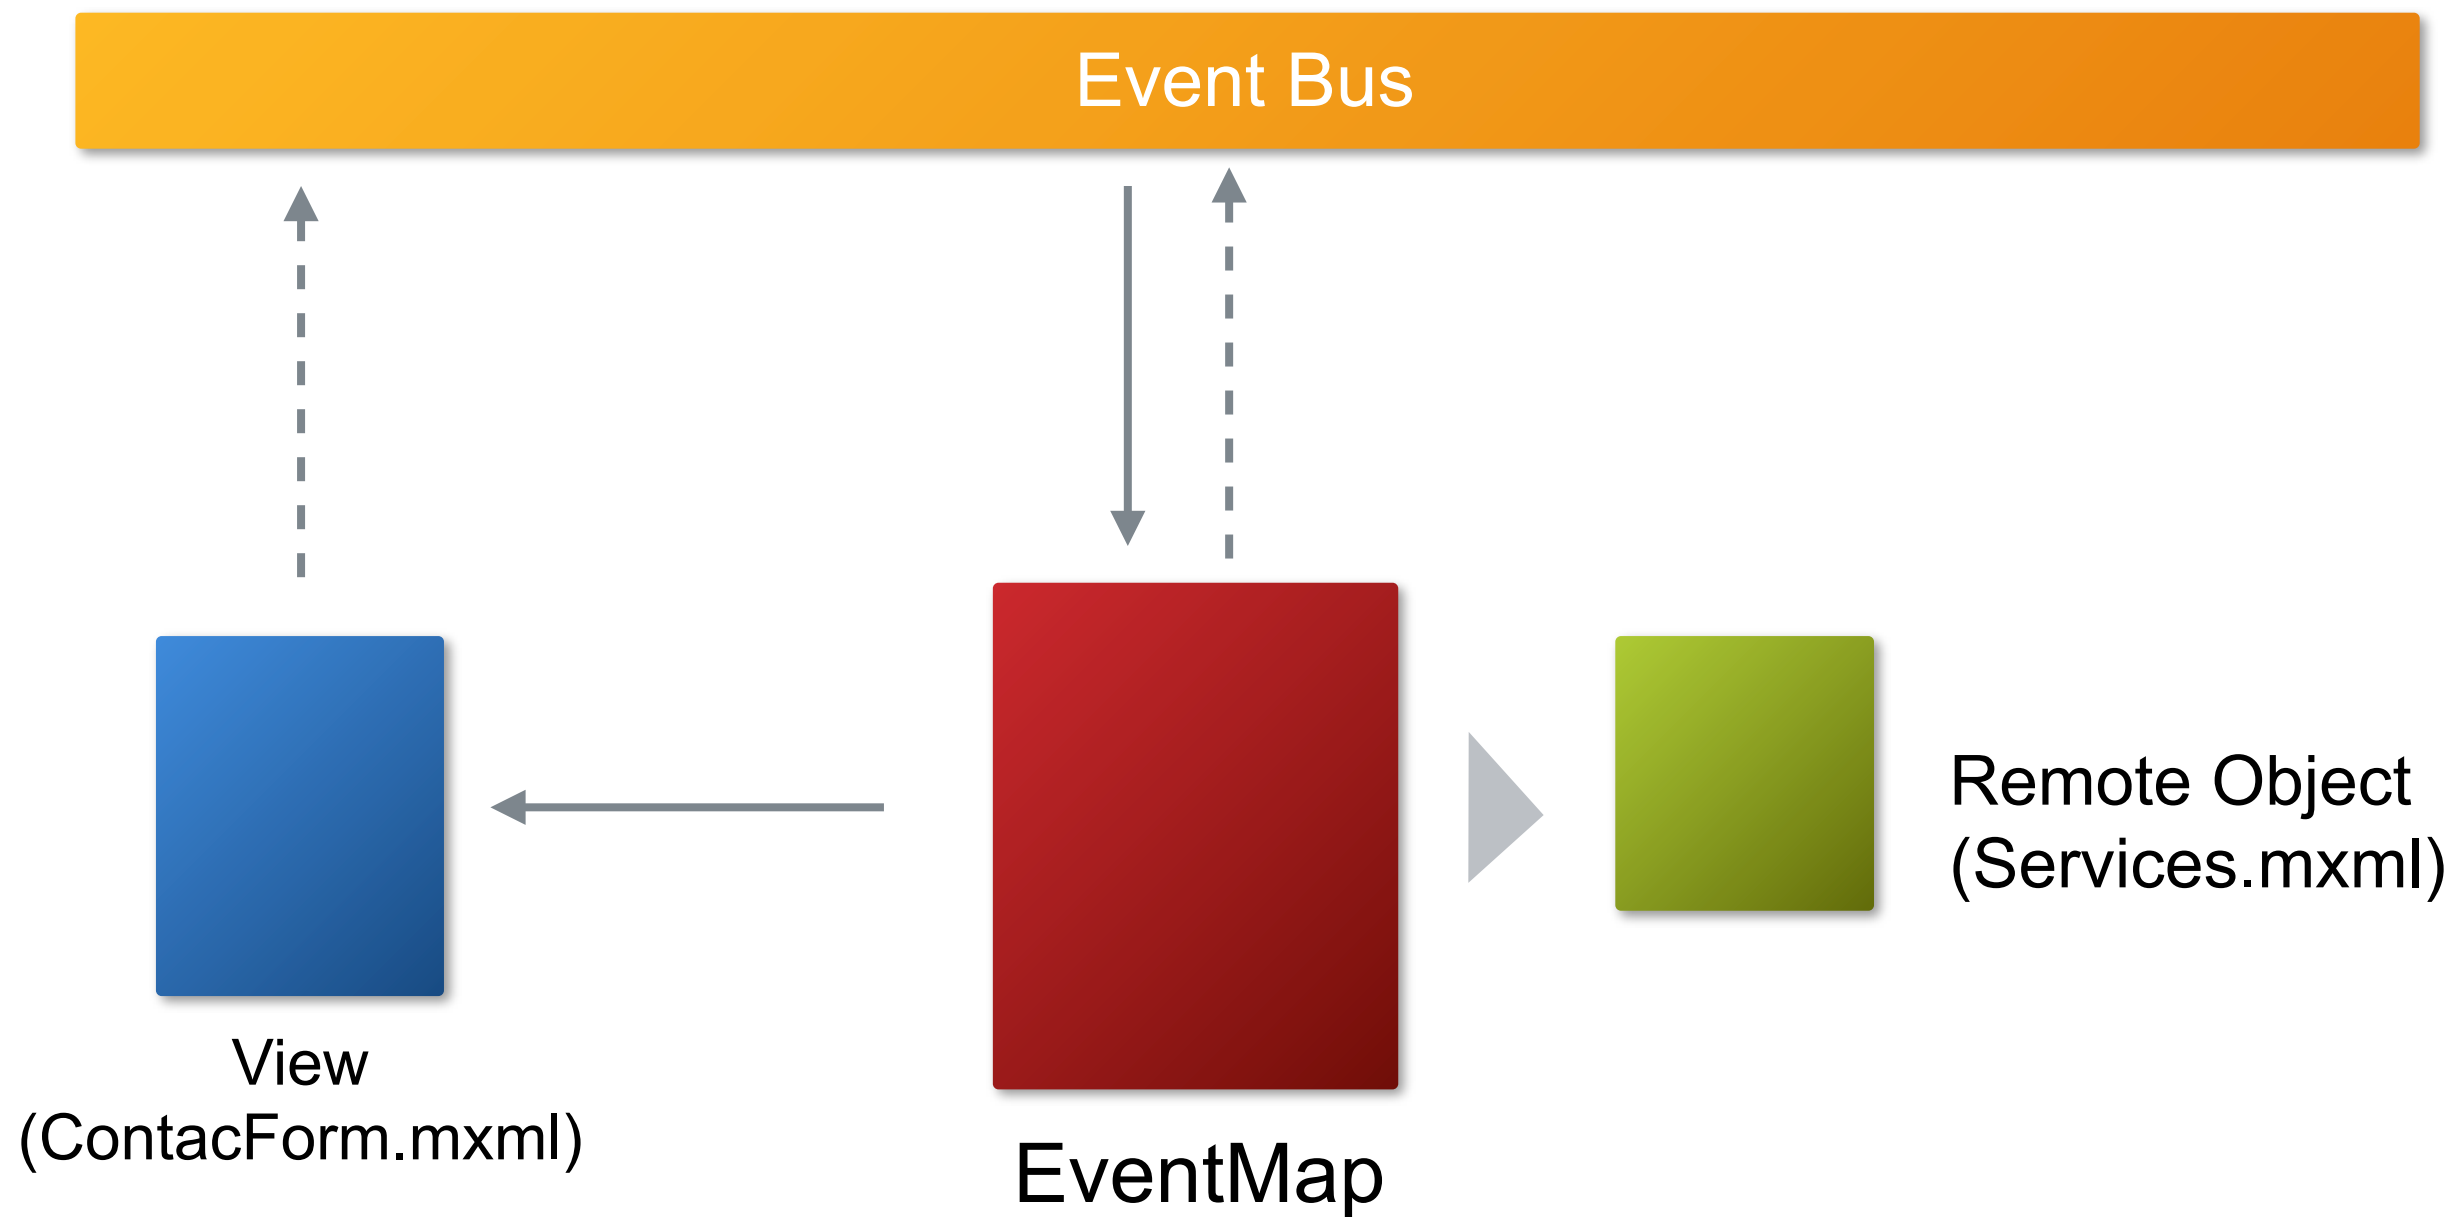 Event Bus
Remote Object
(Services.mxml)
View
(ContacForm.mxml)
EventMap